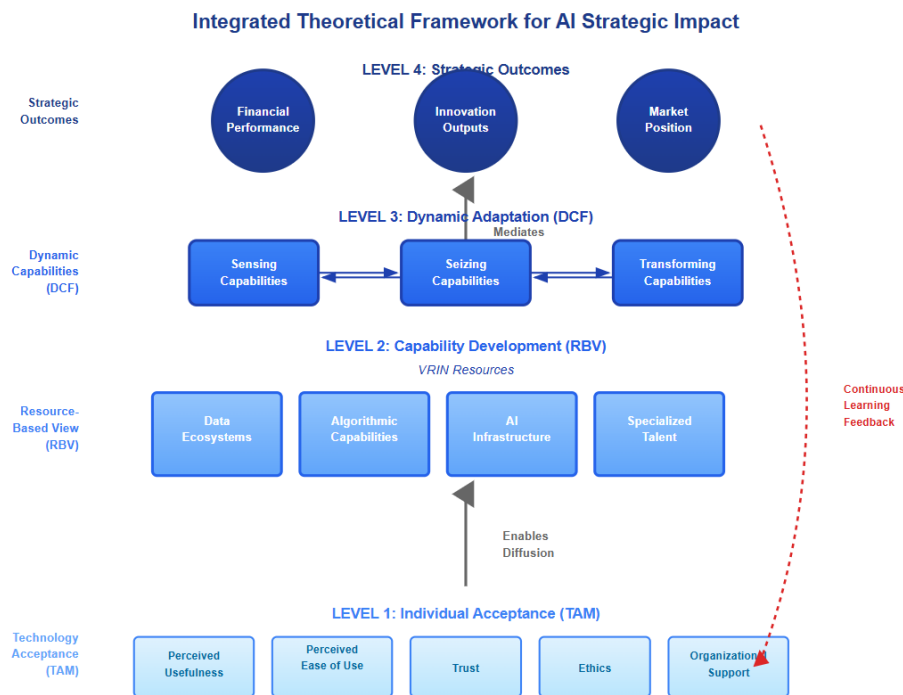 Integrated Theoretical Framework for AI Strategic Impact
LEVEL 4: Strategic Outcomes
Strategic
Outcomes
Financial
Performance
Innovation
Outputs
Market
Position
LEVEL 3: Dynamic Adaptation (DCF)
Mediates
Dynamic
Capabilities
(DCF)
Sensing
Capabilities
Seizing
Capabilities
Transforming
Capabilities
LEVEL 2: Capability Development (RBV)
VRIN Resources
Resource-
Based View
(RBV)
Data
Ecosystems
Algorithmic
Capabilities
AI
Infrastructure
Specialized
Talent
Continuous
Learning
Feedback
Enables
Diffusion
LEVEL 1: Individual Acceptance (TAM)
Technology
Acceptance
(TAM)
Perceived
Usefulness
Perceived
Ease of Use
Trust
Ethics
Organizational
Support